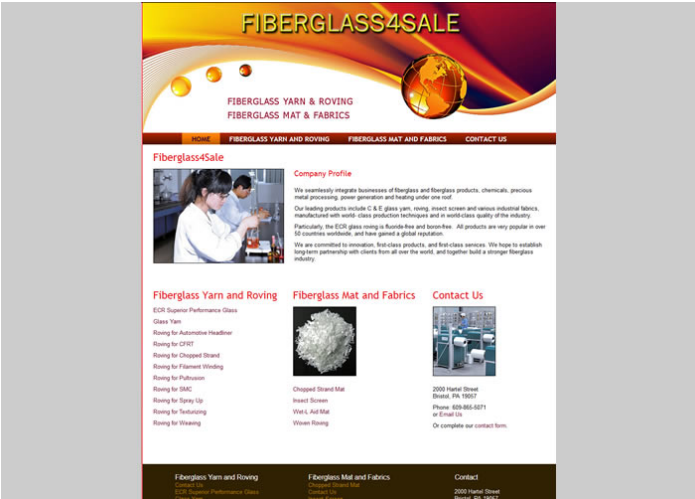 FIBERGLASS4SALE
FIBERGLASS YARN & ROVING
FIBERGLASS MAT & FABRICS
HOME FIBERGLASS YARN AND ROVING FIBERGLASS MAT AND FABRICS CONTACT US
Fiberglass4Sale
Company Profile
We seamlessly integrate businesses of fiberglass and fiberglass products, chemicals, precious
metal processing, power generation and heating under one roof.
Our leading products include C & E glass yarn, roving, insect screen and various industrial fabrics,
manufactured with world- class production techniques and in world-class quality of the industry.
Particularly, the ECR glass roving is fluoride-free and boron-free. All products are very popular in over
50 countries worldwide, and have gained a global reputation.
We are committed to innovation, first-class products, and first-class services. We hope to establish
long-term partnership with clients from all over the world, and together build a stronger fiberglass
industry.
Fiberglass Yarn and Roving
ECR Superior Performance Glass
Glass Yarn
Roving for Automotive Headliner
Roving for CFRT
Roving for Chopped Strand
Roving for Filament Winding
Roving for Pultrusion
Roving for SMC
Roving for Spray Up
Roving for Texturizing
Roving for Weaving
Fiberglass Mat and Fabrics
Chopped Strand Mat
Insect Screen
Wet-L Aid Mat
Woven Roving
Contact Us
2000 Hartel Street
Bristol, PA 19057
Phone: 609-865-5071
or Email Us
Or complete our contact form.
Fiberglass Yarn and Roving
Contact Us
ECR Superior Performance Glass
Glass Yarn
Fiberglass Mat and Fabrics
Chopped Strand Mat
Contact Us
Insect Screen
Contact
2000 Hartel Street
Bristol, PA 19057